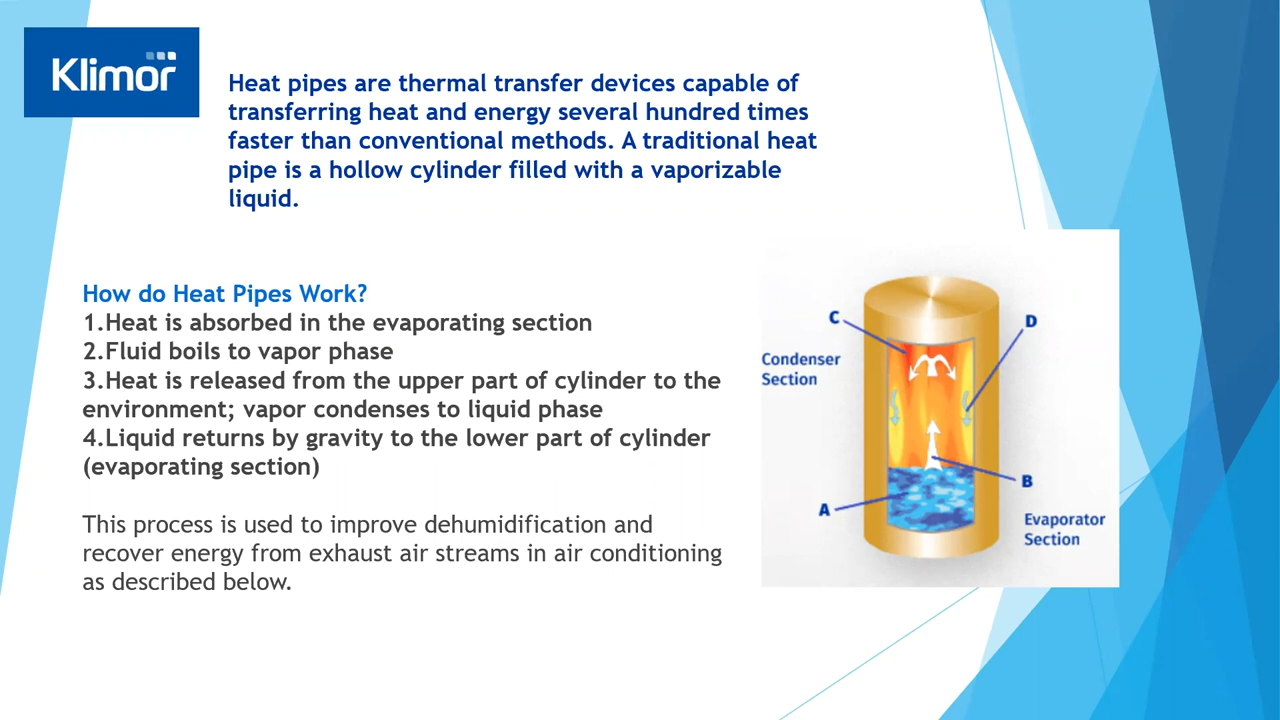 Klimor
Heat pipes are thermal transfer devices capable of
transferring heat and energy several hundred times
faster than conventional methods. A traditional heat
pipe is a hollow cylinder filled with a vaporizable
liquid.
How do Heat Pipes Work?
1.Heat is absorbed in the evaporating section
2.Fluid boils to vapor phase
3.Heat is released from the upper part of cylinder to the
environment; vapor condenses to liquid phase
4.Liquid returns by gravity to the lower part of cylinder
(evaporating section)
This process is used to improve dehumidification and
recover energy from exhaust air streams in air conditioning
as described below.
C
D
Condenser
Section
B
A
Evaporator
Section